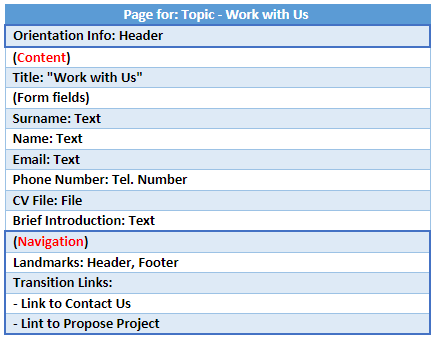 Page for: Topic - Work with Us
Orientation Info: Header
(Content)
Title: "Work with Us"
(Form fields)
Surname: Text
Name: Text
Email: Text
Phone Number: Tel. Number
CV File: File
Brief Introduction: Text
(Navigation)
Landmarks: Header, Footer
Transition Links:
- Link to Contact Us
- Lint to Propose Project